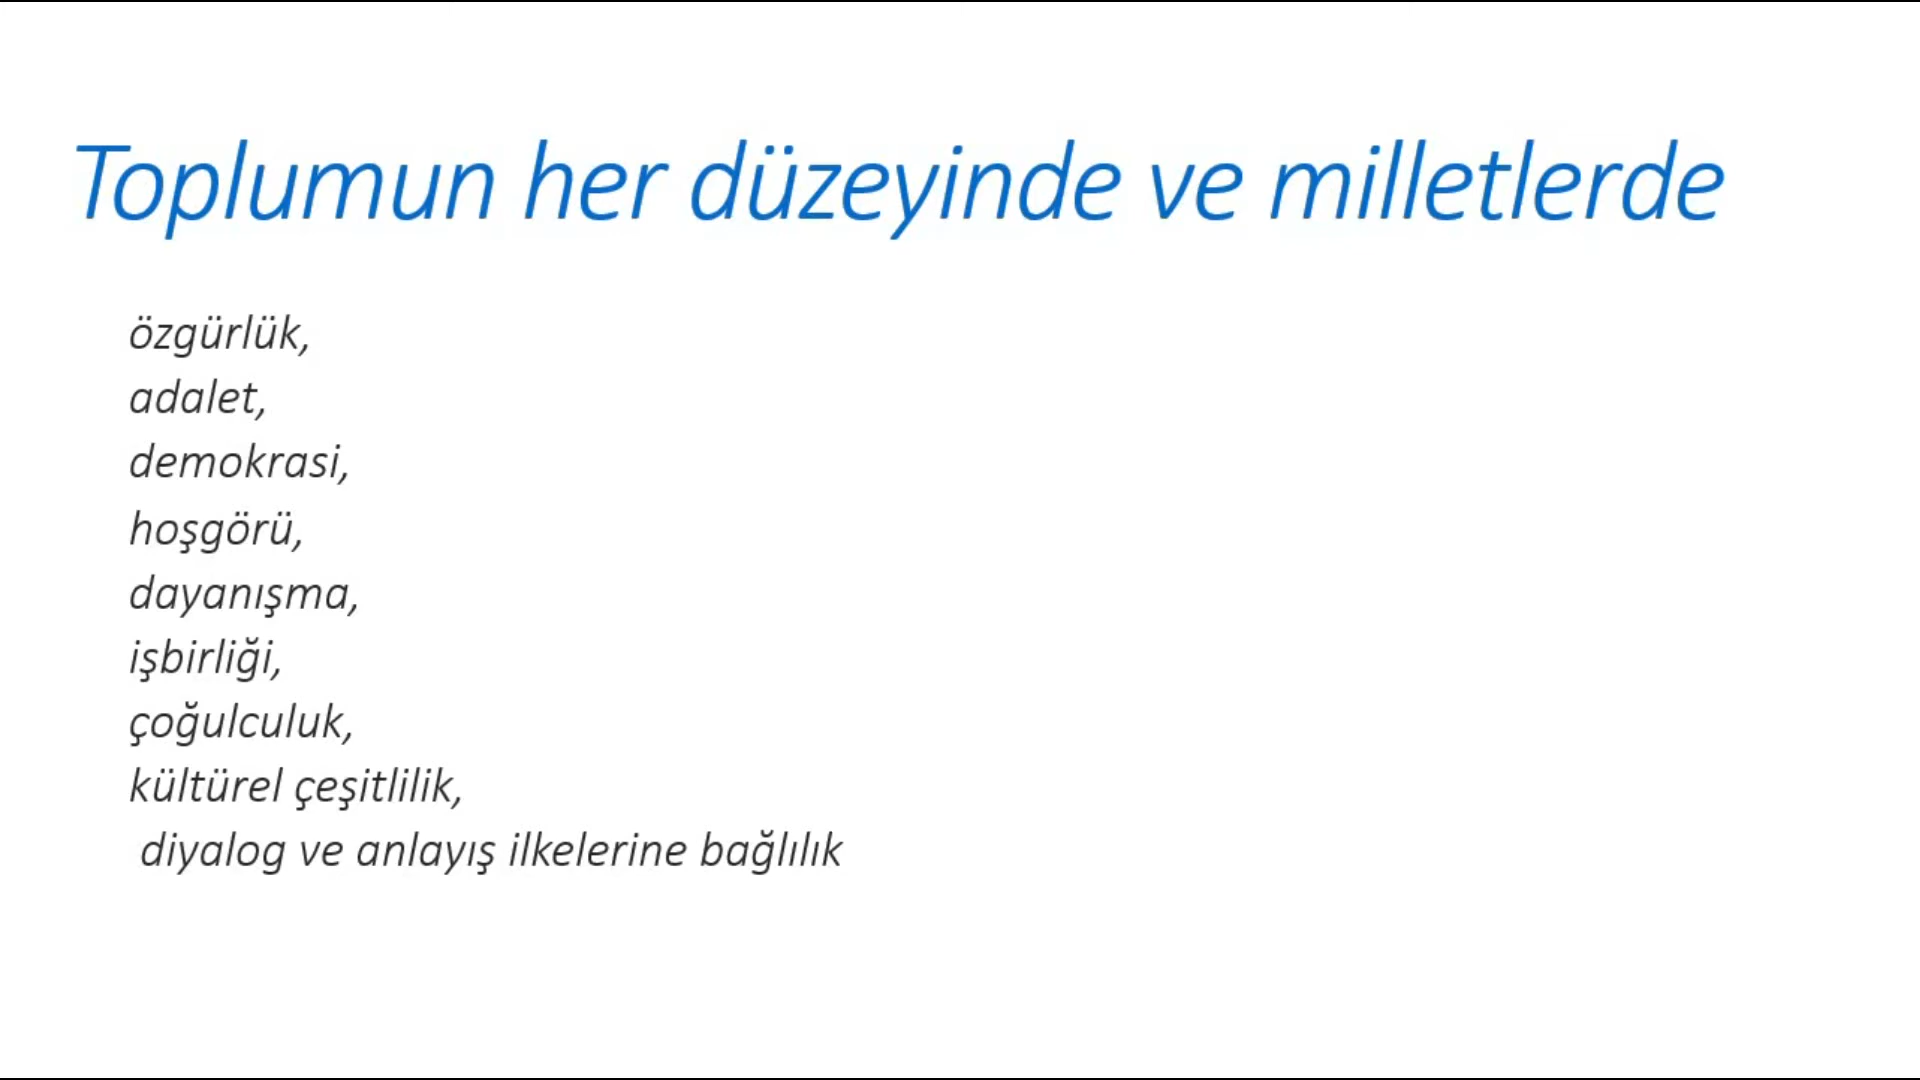 Toplumun her düzeyinde ve milletlerde
özgürlük,
adalet,
demokrasi,
hoşgörü,
dayanışma,
işbirliği,
çoğulculuk,
kültürel çeşitlilik,
diyalog ve anlayış ilkelerine bağlılık